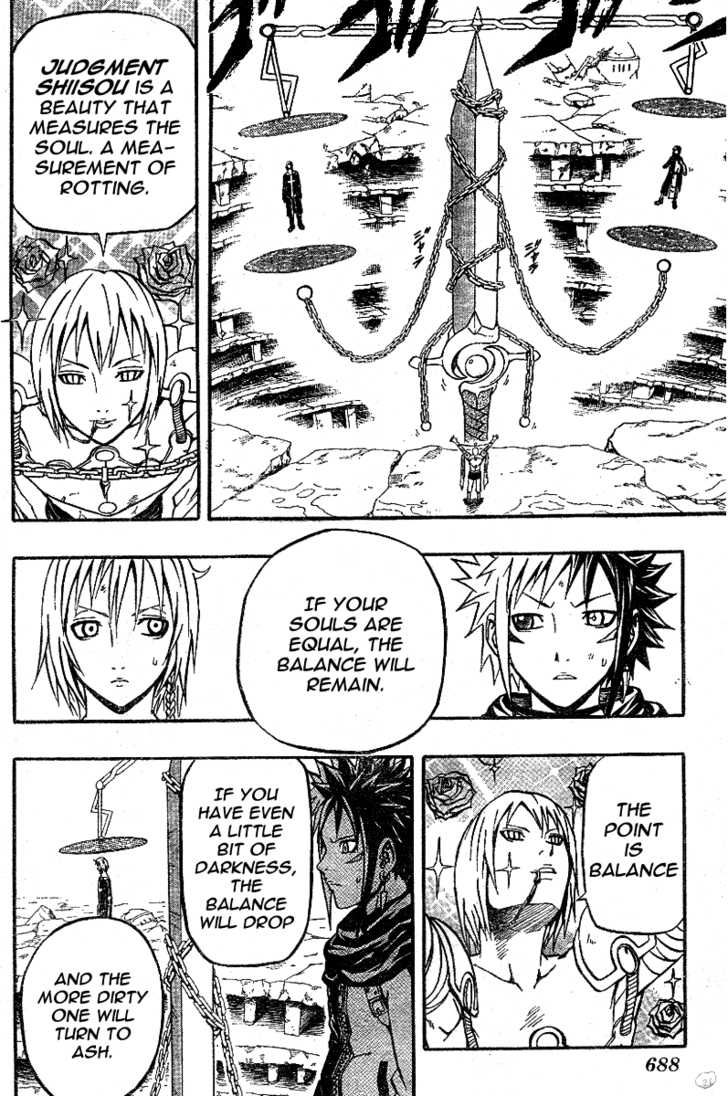 JUDGMENT
SHIISOU IS A
BEAUTY THAT
MEASURES THE
SOUL. A MEA-
SUREMENT OF
ROTTING.
IF YOUR
SOULS ARE
EQUAL, THE
BALANCE WILL
REMAIN.
THE
POINT
IS
BALANCE
IF YOU
HAVE EVEN
A LITTLE
BIT OF
DARKNESS,
THE
BALANCE
WILL DROP
AND THE
MORE DIRTY
ONE WILL
TURN TO
ASH.
688